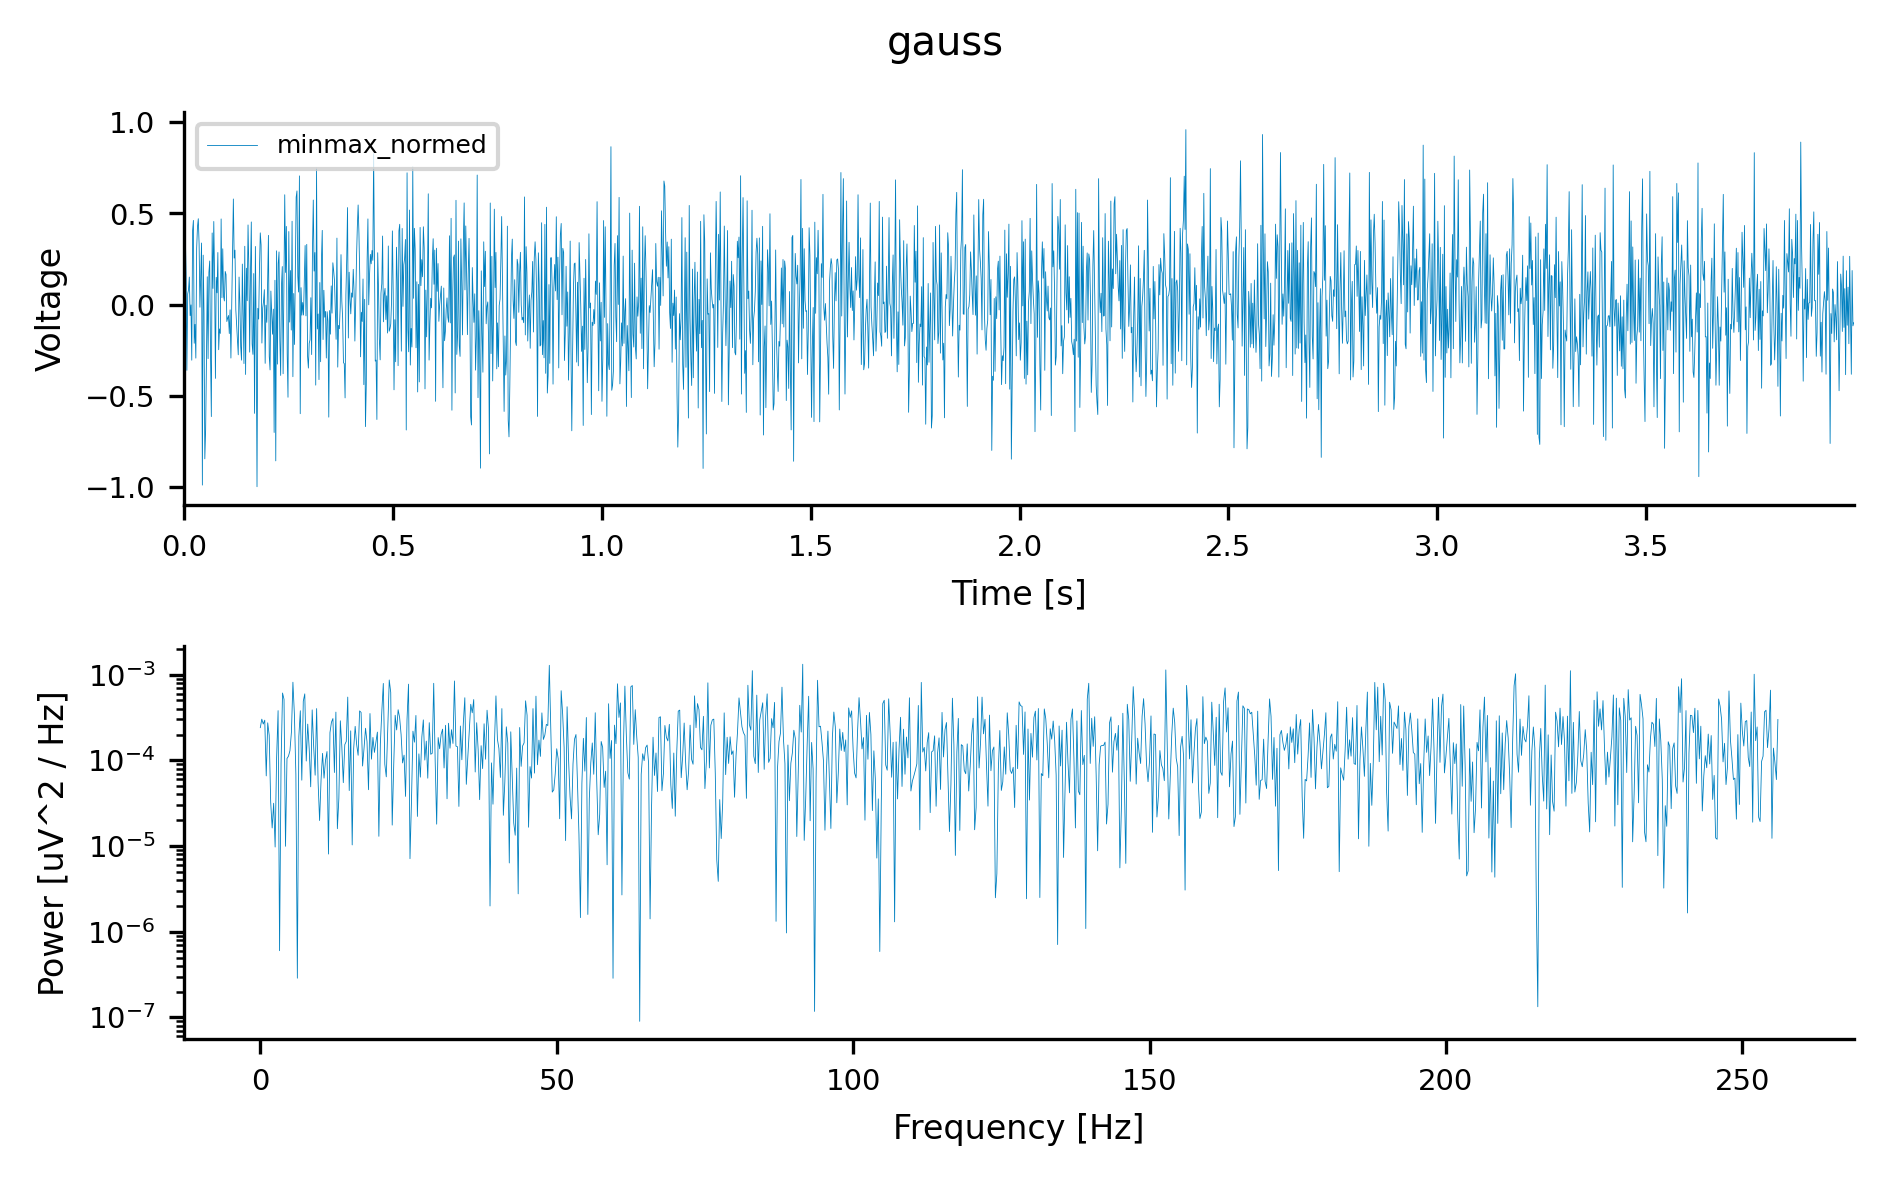 gauss
minmax_normed
1.0
0.5
0.0
−0.5
−1.0
Voltage
0.0 0.5 1.0 1.5 2.0 2.5 3.0 3.5
Time [s]
10⁻³
10⁻⁴
10⁻⁵
10⁻⁶
10⁻⁷
Power [uV^2 / Hz]
0 50 100 150 200 250
Frequency [Hz]